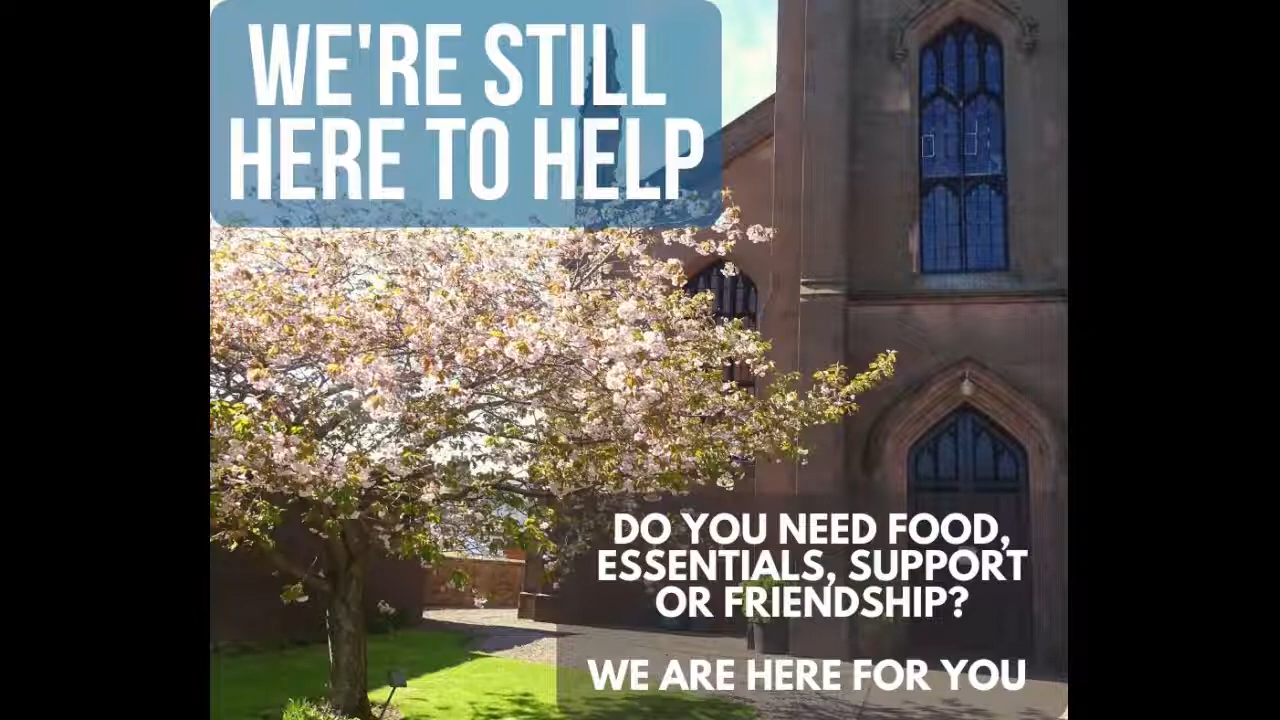 WE'RE STILL
HERE TO HELP
DO YOU NEED FOOD,
ESSENTIALS, SUPPORT
OR FRIENDSHIP?
WE ARE HERE FOR YOU